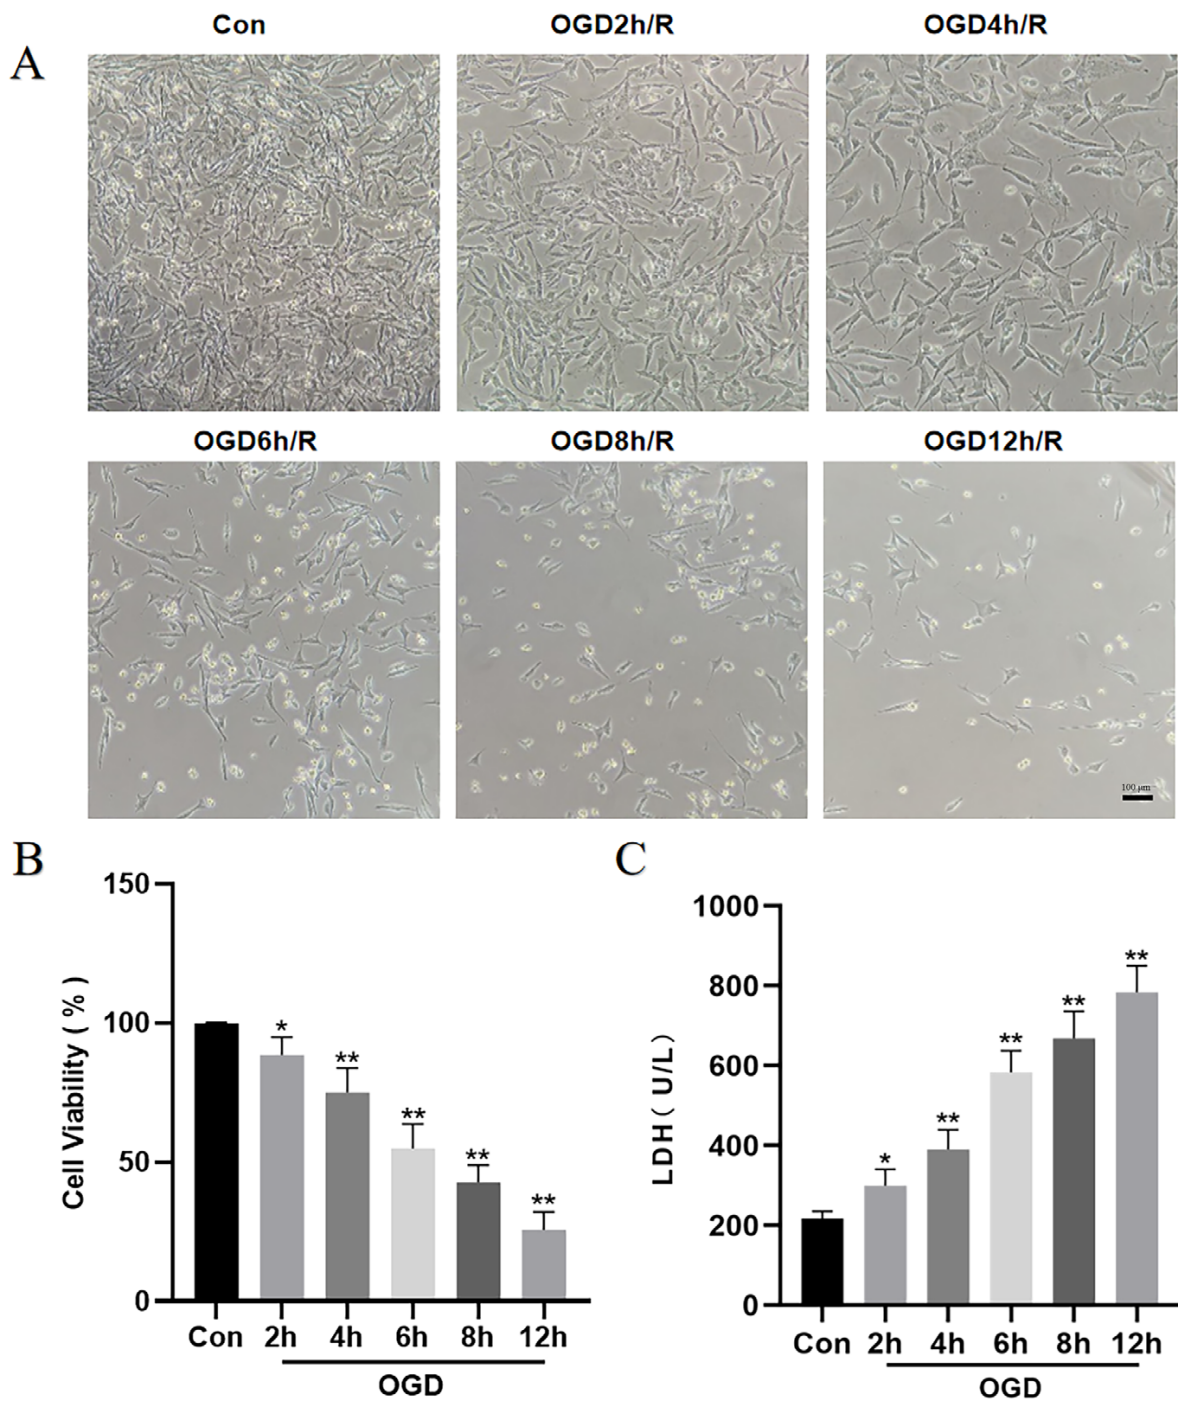 Con OGD2h/R OGD4h/R
A
OGD6h/R OGD8h/R OGD12h/R
100 μm
B
Cell Viability ( % )
150
100
50
0
*
**
**
**
**
Con 2h 4h 6h 8h 12h
OGD
C
LDH( U/L)
1000
800
600
400
200
0
*
**
**
**
**
Con 2h 4h 6h 8h 12h
OGD